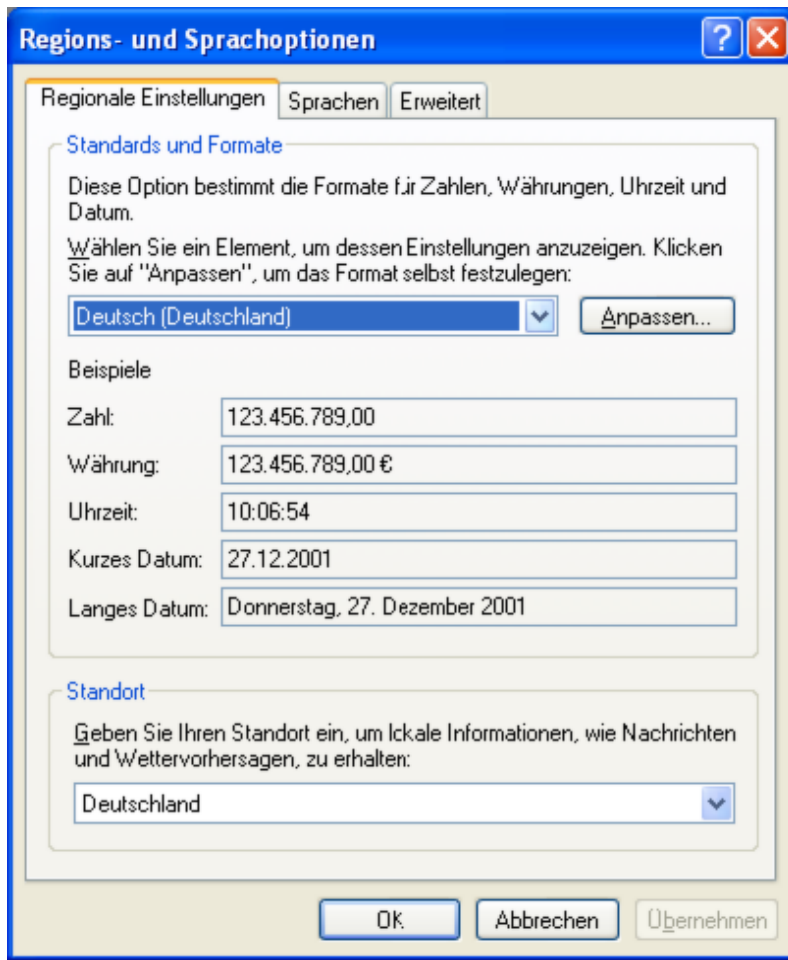 Regions- und Sprachoptionen
Regionale Einstellungen Sprachen Erweitert
Standards und Formate
Diese Option bestimmt die Formate für Zahlen, Währungen, Uhrzeit und
Datum.
Wählen Sie ein Element, um dessen Einstellungen anzuzeigen. Klicken
Sie auf "Anpassen", um das Format selbst festzulegen:
Deutsch (Deutschland) Anpassen...
Beispiele
Zahl: 123.456.789,00
Währung: 123.456.789,00 €
Uhrzeit: 10:06:54
Kurzes Datum: 27.12.2001
Langes Datum: Donnerstag, 27. Dezember 2001
Standort
Geben Sie Ihren Standort ein, um lokale Informationen, wie Nachrichten
und Wettervorhersagen, zu erhalten:
Deutschland
OK Abbrechen Übernehmen